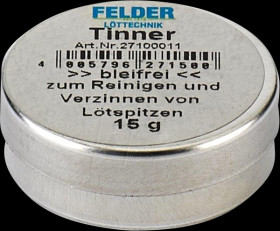 FELDER
LÖTTECHNIK
Tinner
Art.Nr.27100011
4 005796 271500
>> bleifrei <<
zum Reinigen und
Verzinnen von
Lötspitzen
15 g